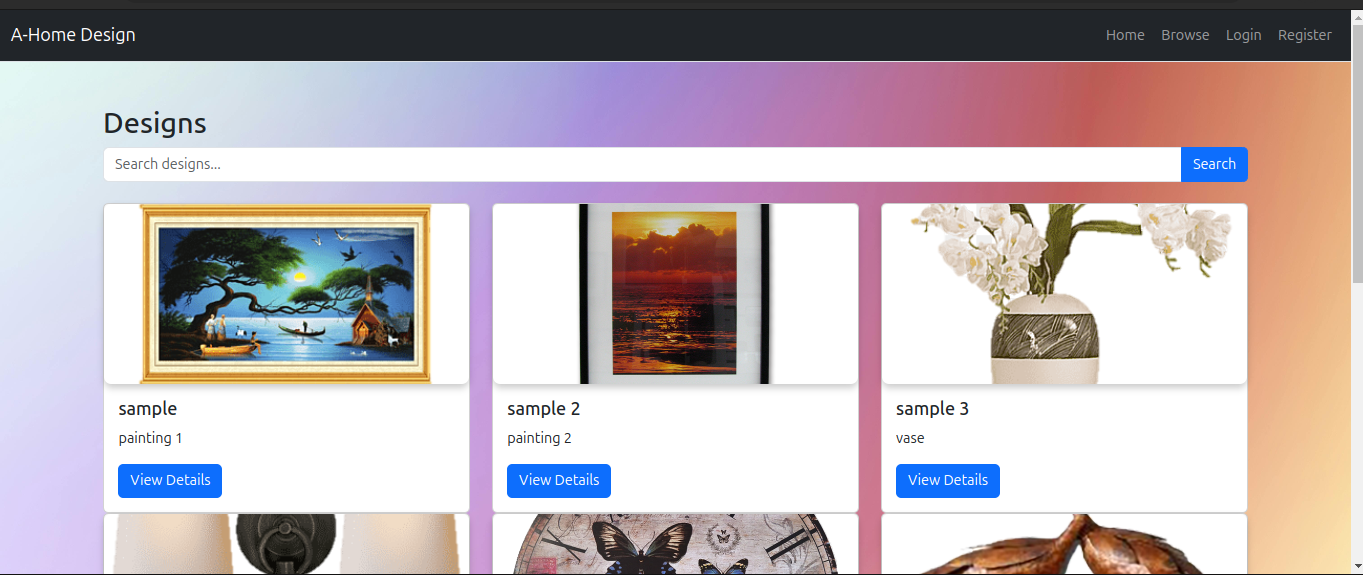 A-Home Design
Home Browse Login Register
Designs
Search designs...
Search
sample
painting 1
View Details
sample 2
painting 2
View Details
sample 3
vase
View Details